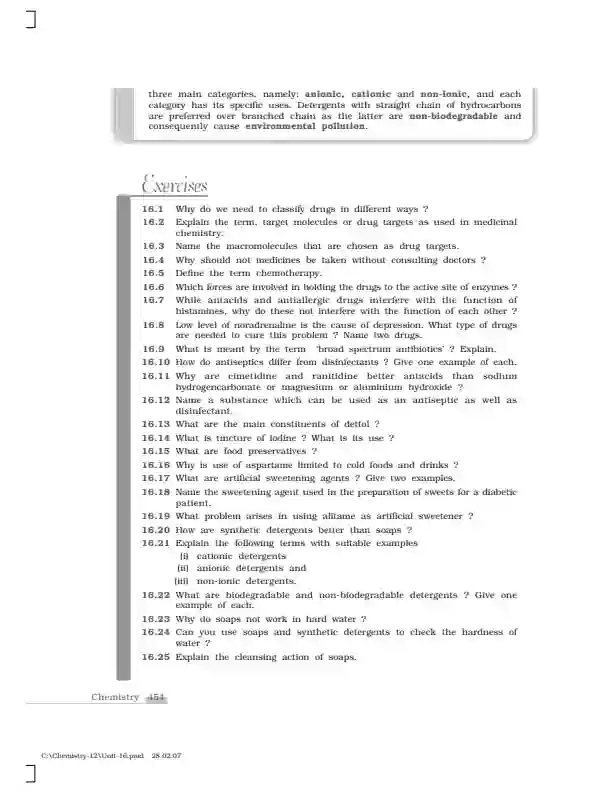 three main categories, namely; anionic, cationic and non-ionic, and each
category has its specific uses. Detergents with straight chain of hydrocarbons
are preferred over branched chain as the latter are non-biodegradable and
consequently cause environmental pollution.
Exercises
16.1 Why do we need to classify drugs in different ways ?
16.2 Explain the term, target molecules or drug targets as used in medicinal
chemistry.
16.3 Name the macromolecules that are chosen as drug targets.
16.4 Why should not medicines be taken without consulting doctors ?
16.5 Define the term chemotherapy.
16.6 Which forces are involved in holding the drugs to the active site of enzymes ?
16.7 While antacids and antiallergic drugs interfere with the function of
histamines, why do these not interfere with the function of each other ?
16.8 Low level of noradrenaline is the cause of depression. What type of drugs
are needed to cure this problem ? Name two drugs.
16.9 What is meant by the term 'broad spectrum antibiotics' ? Explain.
16.10 How do antiseptics differ from disinfectants ? Give one example of each.
16.11 Why are cimetidine and ranitidine better antacids than sodium
hydrogencarbonate or magnesium or aluminium hydroxide ?
16.12 Name a substance which can be used as an antiseptic as well as
disinfectant.
16.13 What are the main constituents of dettol ?
16.14 What is tincture of iodine ? What is its use ?
16.15 What are food preservatives ?
16.16 Why is use of aspartame limited to cold foods and drinks ?
16.17 What are artificial sweetening agents ? Give two examples.
16.18 Name the sweetening agent used in the preparation of sweets for a diabetic
patient.
16.19 What problem arises in using alitame as artificial sweetener ?
16.20 How are synthetic detergents better than soaps ?
16.21 Explain the following terms with suitable examples
(i) cationic detergents
(ii) anionic detergents and
(iii) non-ionic detergents.
16.22 What are biodegradable and non-biodegradable detergents ? Give one
example of each.
16.23 Why do soaps not work in hard water ?
16.24 Can you use soaps and synthetic detergents to check the hardness of
water ?
16.25 Explain the cleansing action of soaps.
Chemistry 454
C:\Chemistry-12\Unit-16.pmd 28.02.07